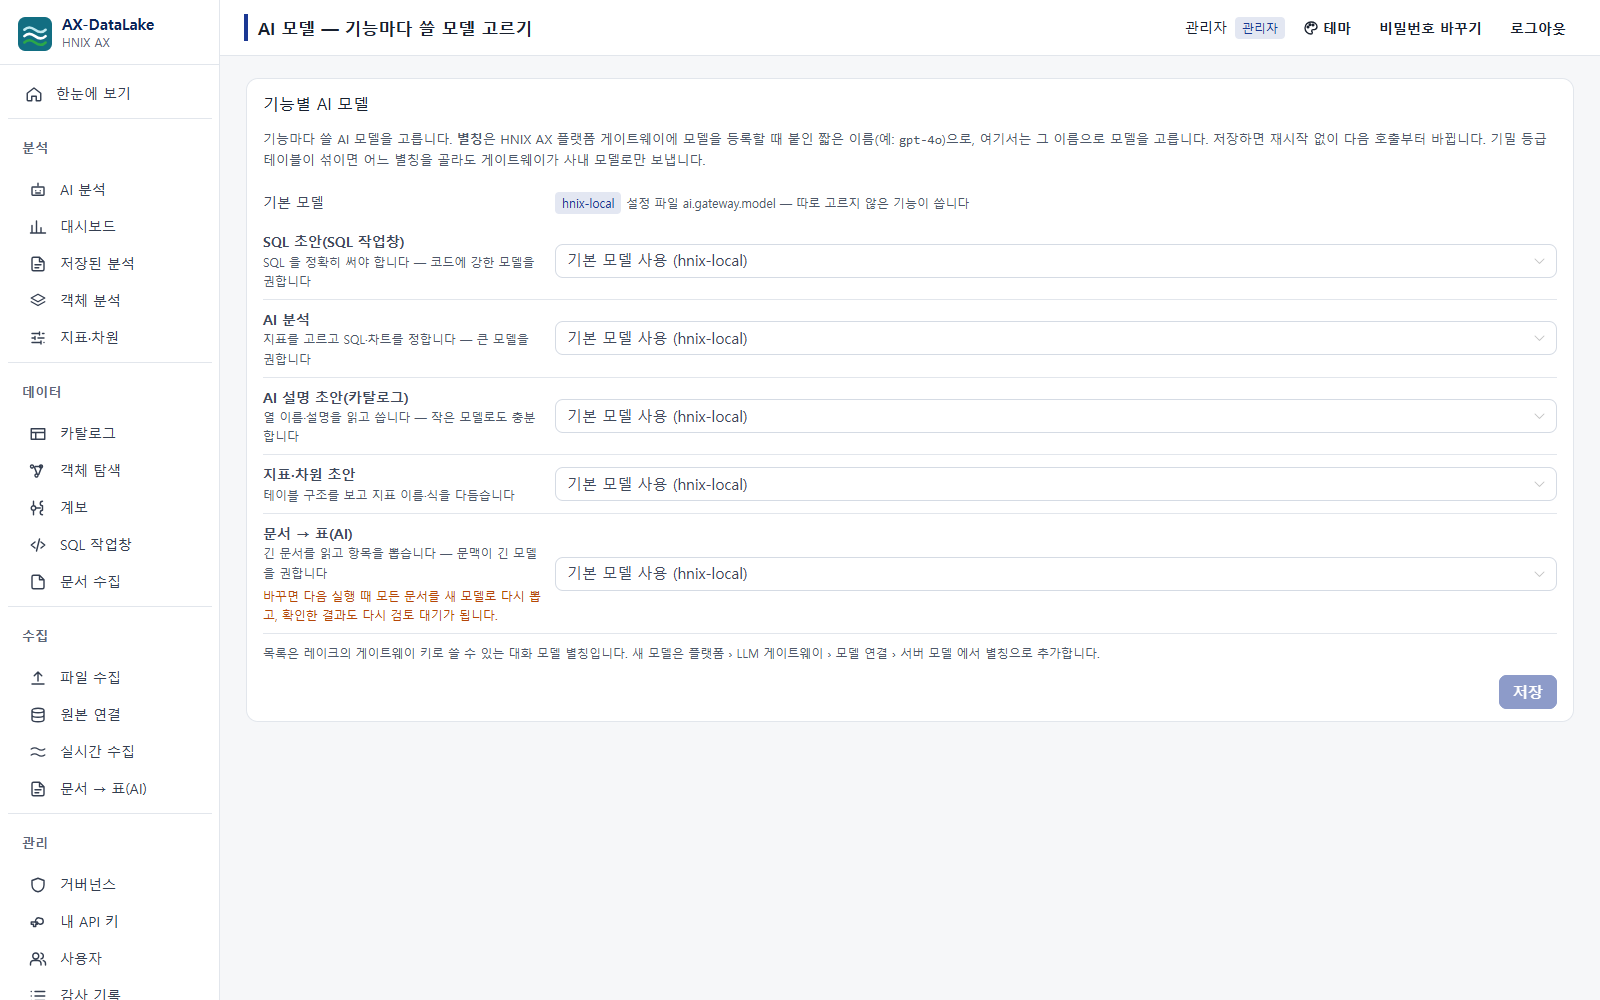 AX-DataLake
HNIX AX
한눈에 보기
분석
AI 분석
대시보드
저장된 분석
객체 분석
지표·차원
데이터
카탈로그
객체 탐색
계보
SQL 작업창
문서 수집
수집
파일 수집
원본 연결
실시간 수집
문서 → 표(AI)
관리
거버넌스
내 API 키
사용자
감사 기록
AI 모델 — 기능마다 쓸 모델 고르기
관리자 관리자 테마 비밀번호 바꾸기 로그아웃
기능별 AI 모델
기능마다 쓸 AI 모델을 고릅니다. 별칭은 HNIX AX 플랫폼 게이트웨이에 모델을 등록할 때 붙인 짧은 이름(예: gpt-4o)으로, 여기서는 그 이름으로 모델을 고릅니다. 저장하면 재시작 없이 다음 호출부터 바뀝니다. 기밀 등급
테이블이 섞이면 어느 별칭을 골라도 게이트웨이가 사내 모델로만 보냅니다.
기본 모델
hnix-local 설정 파일 ai.gateway.model — 따로 고르지 않은 기능이 씁니다
SQL 초안(SQL 작업창)
SQL 을 정확히 써야 합니다 — 코드에 강한 모델을
권합니다
기본 모델 사용 (hnix-local)
AI 분석
지표를 고르고 SQL·차트를 정합니다 — 큰 모델을
권합니다
기본 모델 사용 (hnix-local)
AI 설명 초안(카탈로그)
열 이름·설명을 읽고 씁니다 — 작은 모델로도 충분
합니다
기본 모델 사용 (hnix-local)
지표·차원 초안
테이블 구조를 보고 지표 이름·식을 다듬습니다
기본 모델 사용 (hnix-local)
문서 → 표(AI)
긴 문서를 읽고 항목을 뽑습니다 — 문맥이 긴 모델
을 권합니다
바꾸면 다음 실행 때 모든 문서를 새 모델로 다시 뽑
고, 확인한 결과도 다시 검토 대기가 됩니다.
기본 모델 사용 (hnix-local)
목록은 레이크의 게이트웨이 키로 쓸 수 있는 대화 모델 별칭입니다. 새 모델은 플랫폼 › LLM 게이트웨이 › 모델 연결 › 서버 모델 에서 별칭으로 추가합니다.
저장